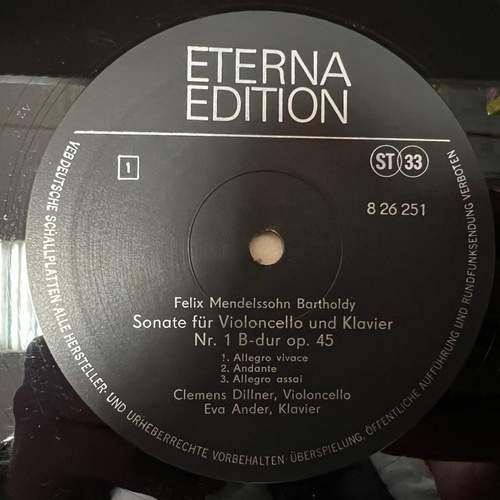 ETERNA
EDITION
1
ST 33
8 26 251
Felix Mendelssohn Bartholdy
Sonate für Violoncello und Klavier
Nr. 1 B-dur op. 45
1. Allegro vivace
2. Andante
3. Allegro assai
Clemens Dillner, Violoncello
Eva Ander, Klavier
VEB DEUTSCHE SCHALLPLATTEN · ALLE HERSTELLER- UND URHEBERRECHTE VORBEHALTEN · ÜBERSPIELUNG, ÖFFENTLICHE AUFFÜHRUNG UND RUNDFUNKSENDUNG VERBOTEN